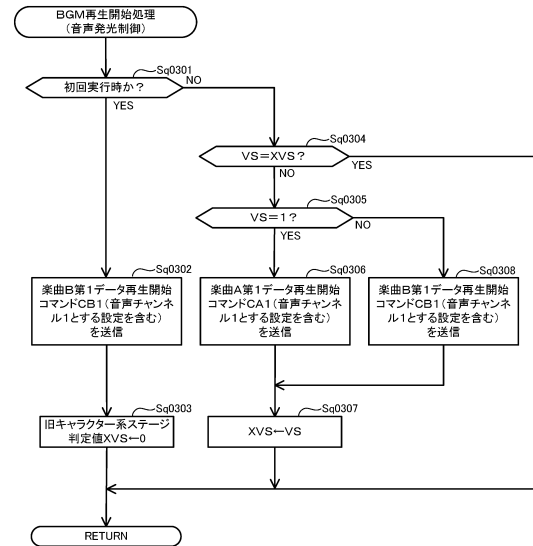 BGM再生開始処理
(音声発光制御)
Sq0301
初回実行時か？
NO
YES
Sq0304
VS＝XVS？
YES
NO
Sq0305
VS＝1？
NO
YES
Sq0302
楽曲B第1データ再生開始
コマンドCB1(音声チャンネ
ル1とする設定を含む)
を送信
Sq0306
楽曲A第1データ再生開始
コマンドCA1(音声チャンネ
ル1とする設定を含む)
を送信
Sq0308
楽曲B第1データ再生開始
コマンドCB1(音声チャンネ
ル1とする設定を含む)
を送信
Sq0303
旧キャラクター系ステージ
判定値XVS←0
Sq0307
XVS←VS
RETURN